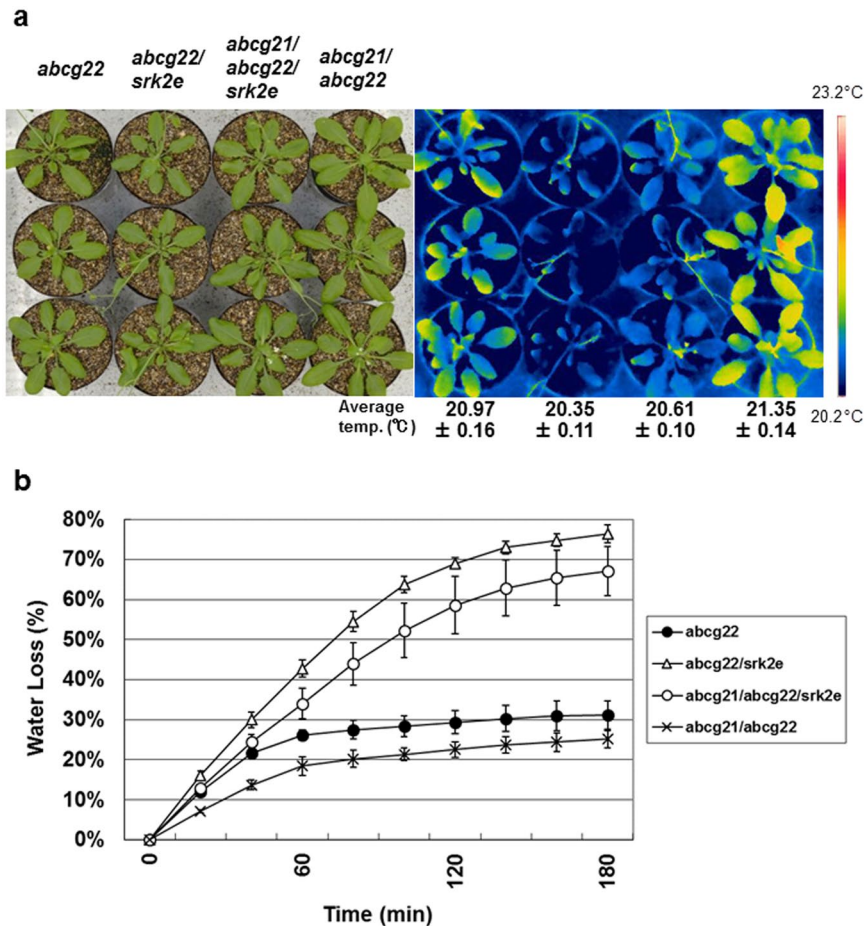 a
abcg22
abcg22/
srk2e
abcg21/
abcg22/
srk2e
abcg21/
abcg22
23.2°C
20.2°C
Average
temp. (℃)
20.97
± 0.16
20.35
± 0.11
20.61
± 0.10
21.35
± 0.14
b
80%
70%
60%
50%
40%
30%
20%
10%
0%
Water Loss (%)
0
60
120
180
Time (min)
abcg22
abcg22/srk2e
abcg21/abcg22/srk2e
abcg21/abcg22